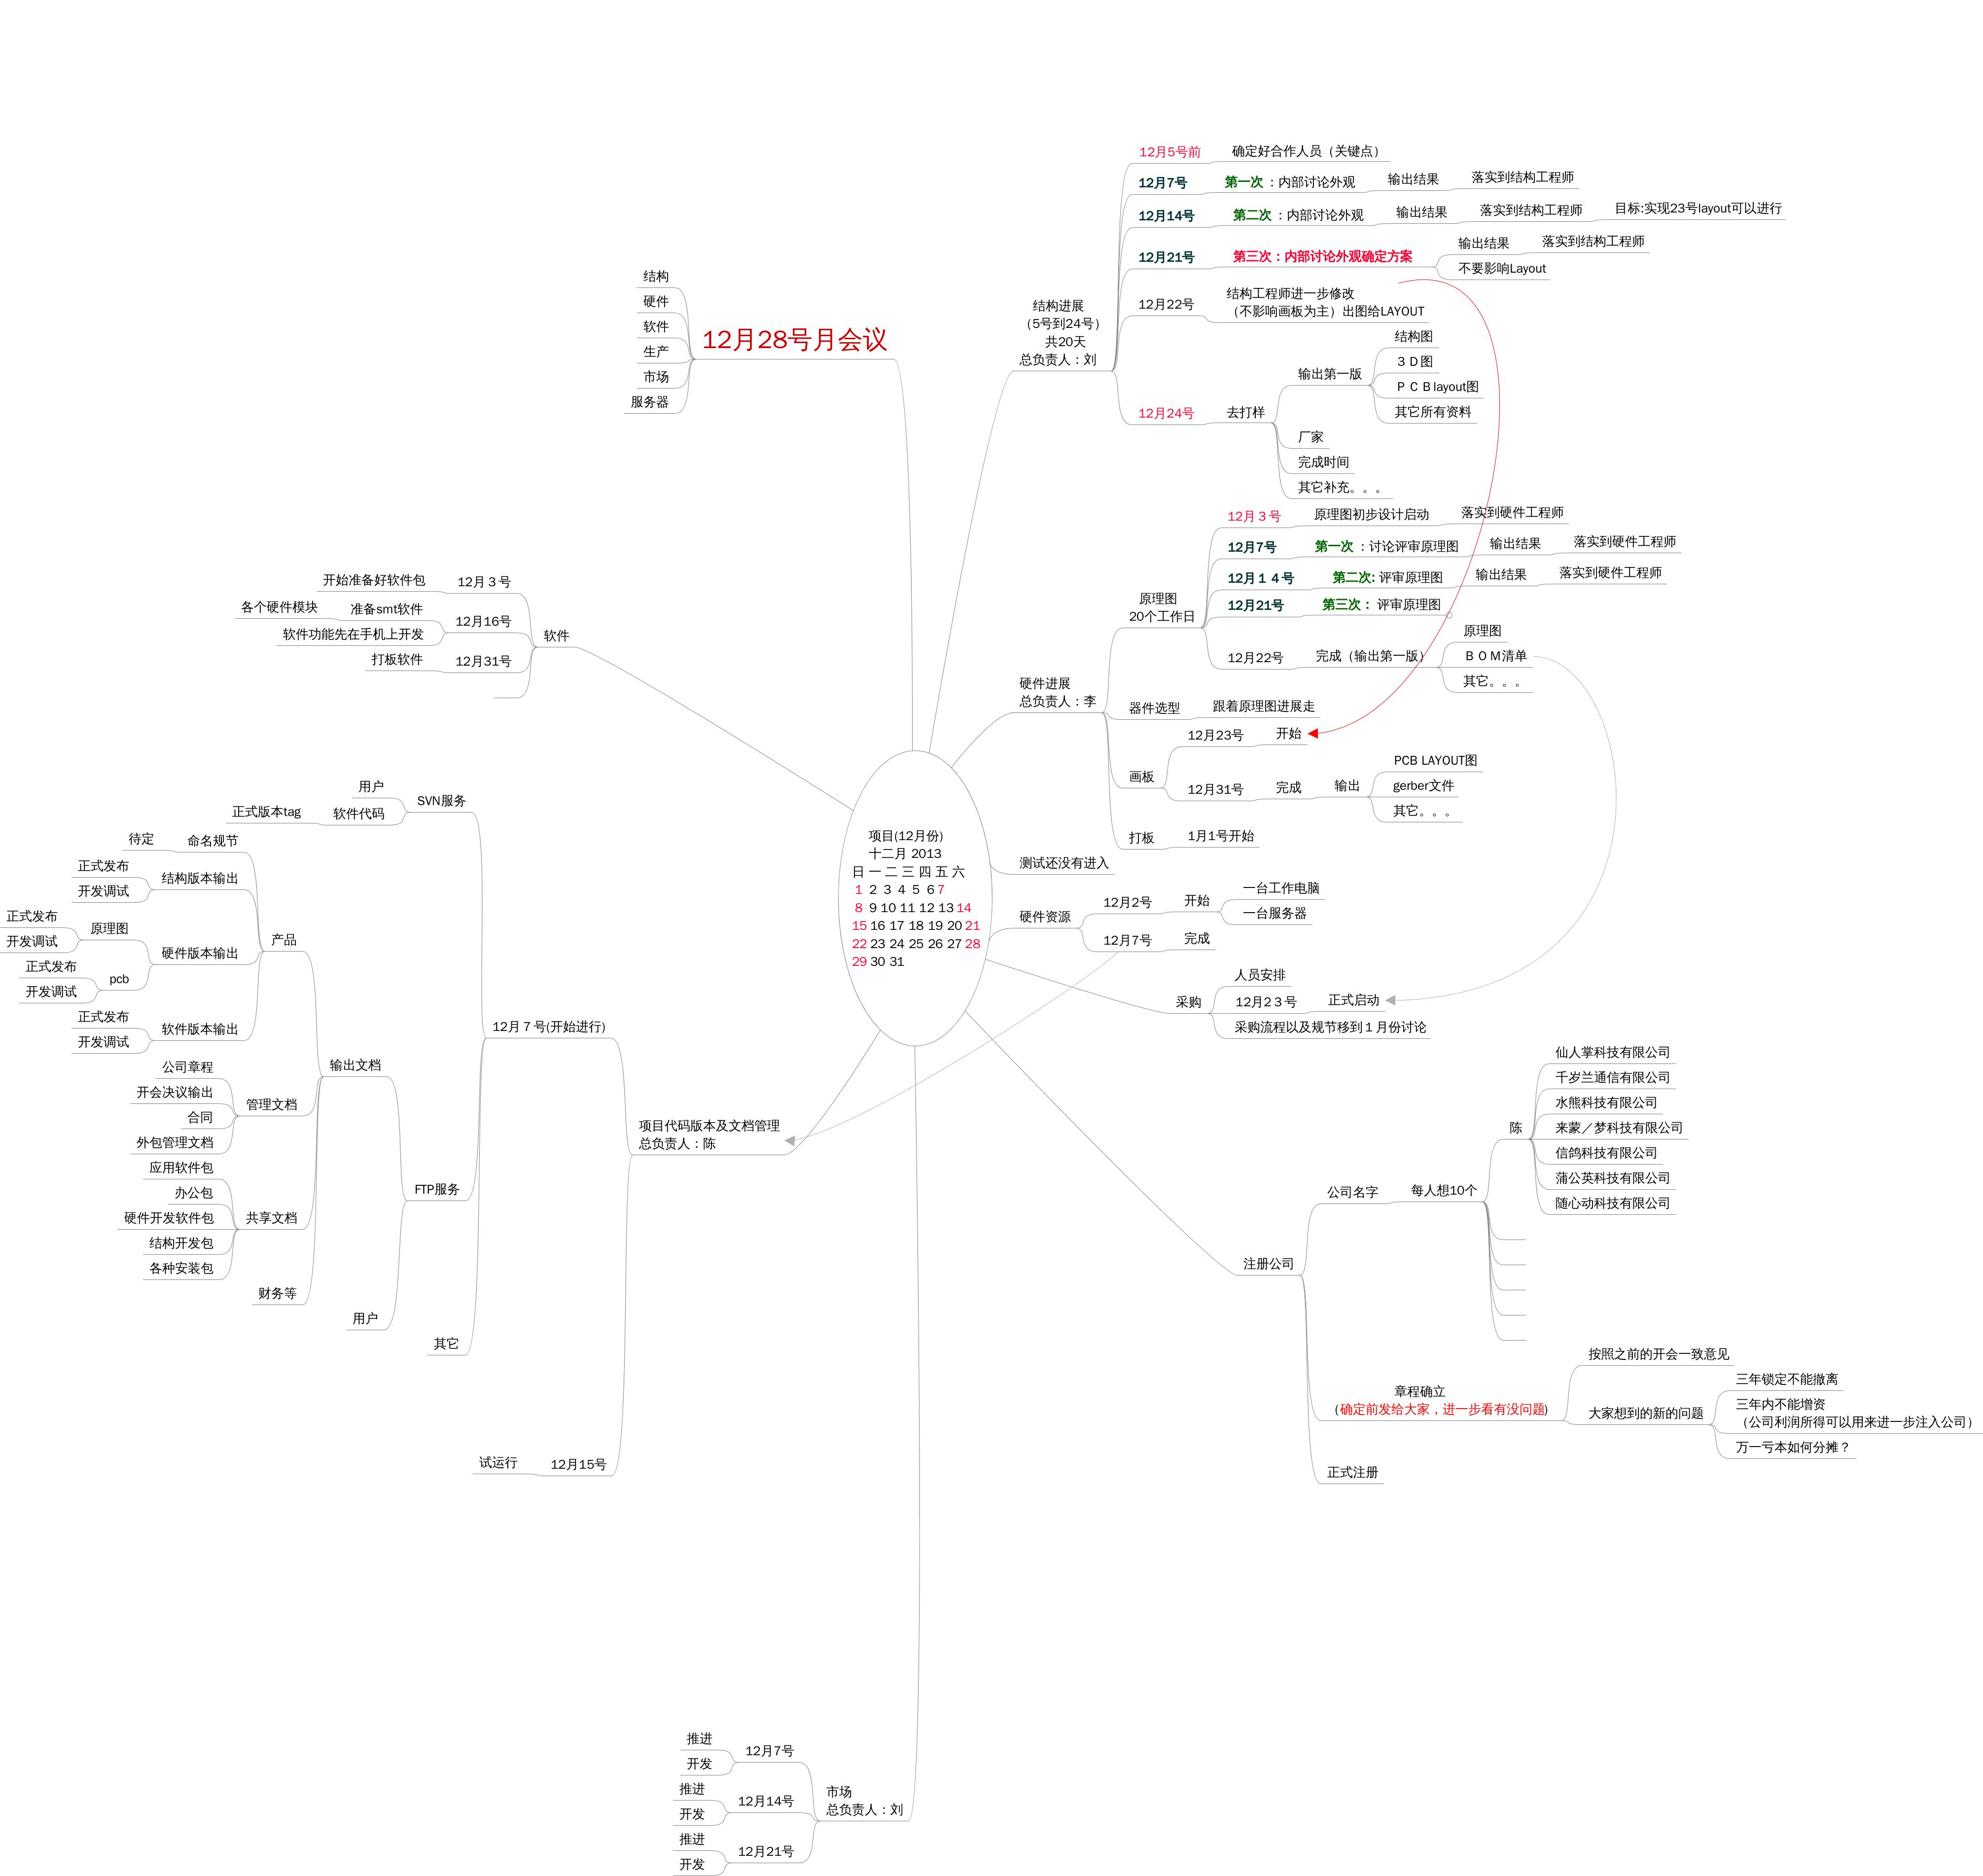 项目(12月份)
十二月 2013
日 一 二 三 四 五 六
1 2 3 4 5 6 7
8 9 10 11 12 13 14
15 16 17 18 19 20 21
22 23 24 25 26 27 28
29 30 31
结构进展
（5号到24号）
共20天
总负责人：刘
12月5号前
确定好合作人员（关键点）
12月7号
第一次 ：内部讨论外观
输出结果
落实到结构工程师
12月14号
第二次 ：内部讨论外观
输出结果
落实到结构工程师
目标:实现23号layout可以进行
12月21号
第三次：内部讨论外观确定方案
输出结果
落实到结构工程师
不要影响Layout
12月22号
结构工程师进一步修改
（不影响画板为主）出图给LAYOUT
12月24号
去打样
输出第一版
结构图
３Ｄ图
ＰＣＢlayout图
其它所有资料
厂家
完成时间
其它补充。。。
硬件进展
总负责人：李
原理图
20个工作日
12月３号
原理图初步设计启动
落实到硬件工程师
12月7号
第一次 ：讨论评审原理图
输出结果
落实到硬件工程师
12月１４号
第二次: 评审原理图
输出结果
落实到硬件工程师
12月21号
第三次： 评审原理图
12月22号
完成（输出第一版）
原理图
ＢＯＭ清单
其它。。。
器件选型
跟着原理图进展走
画板
12月23号
开始
12月31号
完成
输出
PCB LAYOUT图
gerber文件
其它。。。
打板
1月1号开始
测试还没有进入
硬件资源
12月2号
开始
一台工作电脑
一台服务器
12月7号
完成
采购
人员安排
12月2３号
正式启动
采购流程以及规节移到１月份讨论
注册公司
公司名字
每人想10个
陈
仙人掌科技有限公司
千岁兰通信有限公司
水熊科技有限公司
来蒙／梦科技有限公司
信鸽科技有限公司
蒲公英科技有限公司
随心动科技有限公司
章程确立
（确定前发给大家，进一步看有没问题)
按照之前的开会一致意见
大家想到的新的问题
三年锁定不能撤离
三年内不能增资
（公司利润所得可以用来进一步注入公司）
万一亏本如何分摊？
正式注册
12月28号月会议
结构
硬件
软件
生产
市场
服务器
软件
12月３号
开始准备好软件包
12月16号
准备smt软件
各个硬件模块
软件功能先在手机上开发
12月31号
打板软件
项目代码版本及文档管理
总负责人：陈
12月７号(开始进行)
SVN服务
用户
软件代码
正式版本tag
FTP服务
输出文档
产品
命名规节
待定
结构版本输出
正式发布
开发调试
硬件版本输出
原理图
正式发布
开发调试
pcb
正式发布
开发调试
软件版本输出
正式发布
开发调试
管理文档
公司章程
开会决议输出
合同
外包管理文档
共享文档
应用软件包
办公包
硬件开发软件包
结构开发包
各种安装包
财务等
用户
其它
12月15号
试运行
市场
总负责人：刘
12月7号
推进
开发
12月14号
推进
开发
12月21号
推进
开发